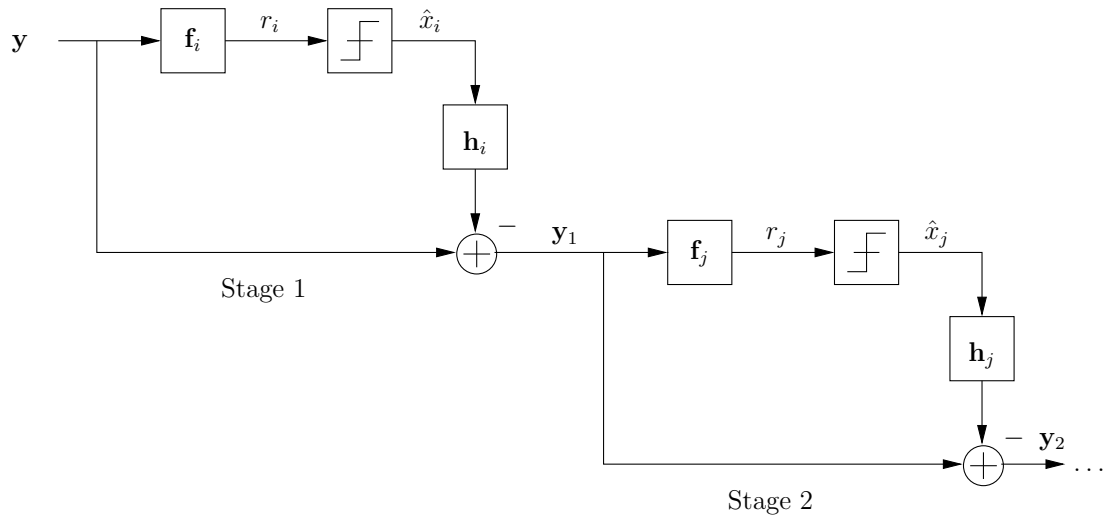 y
f_i
r_i
x̂_i
h_i
−
y_1
Stage 1
f_j
r_j
x̂_j
h_j
−
y_2
...
Stage 2